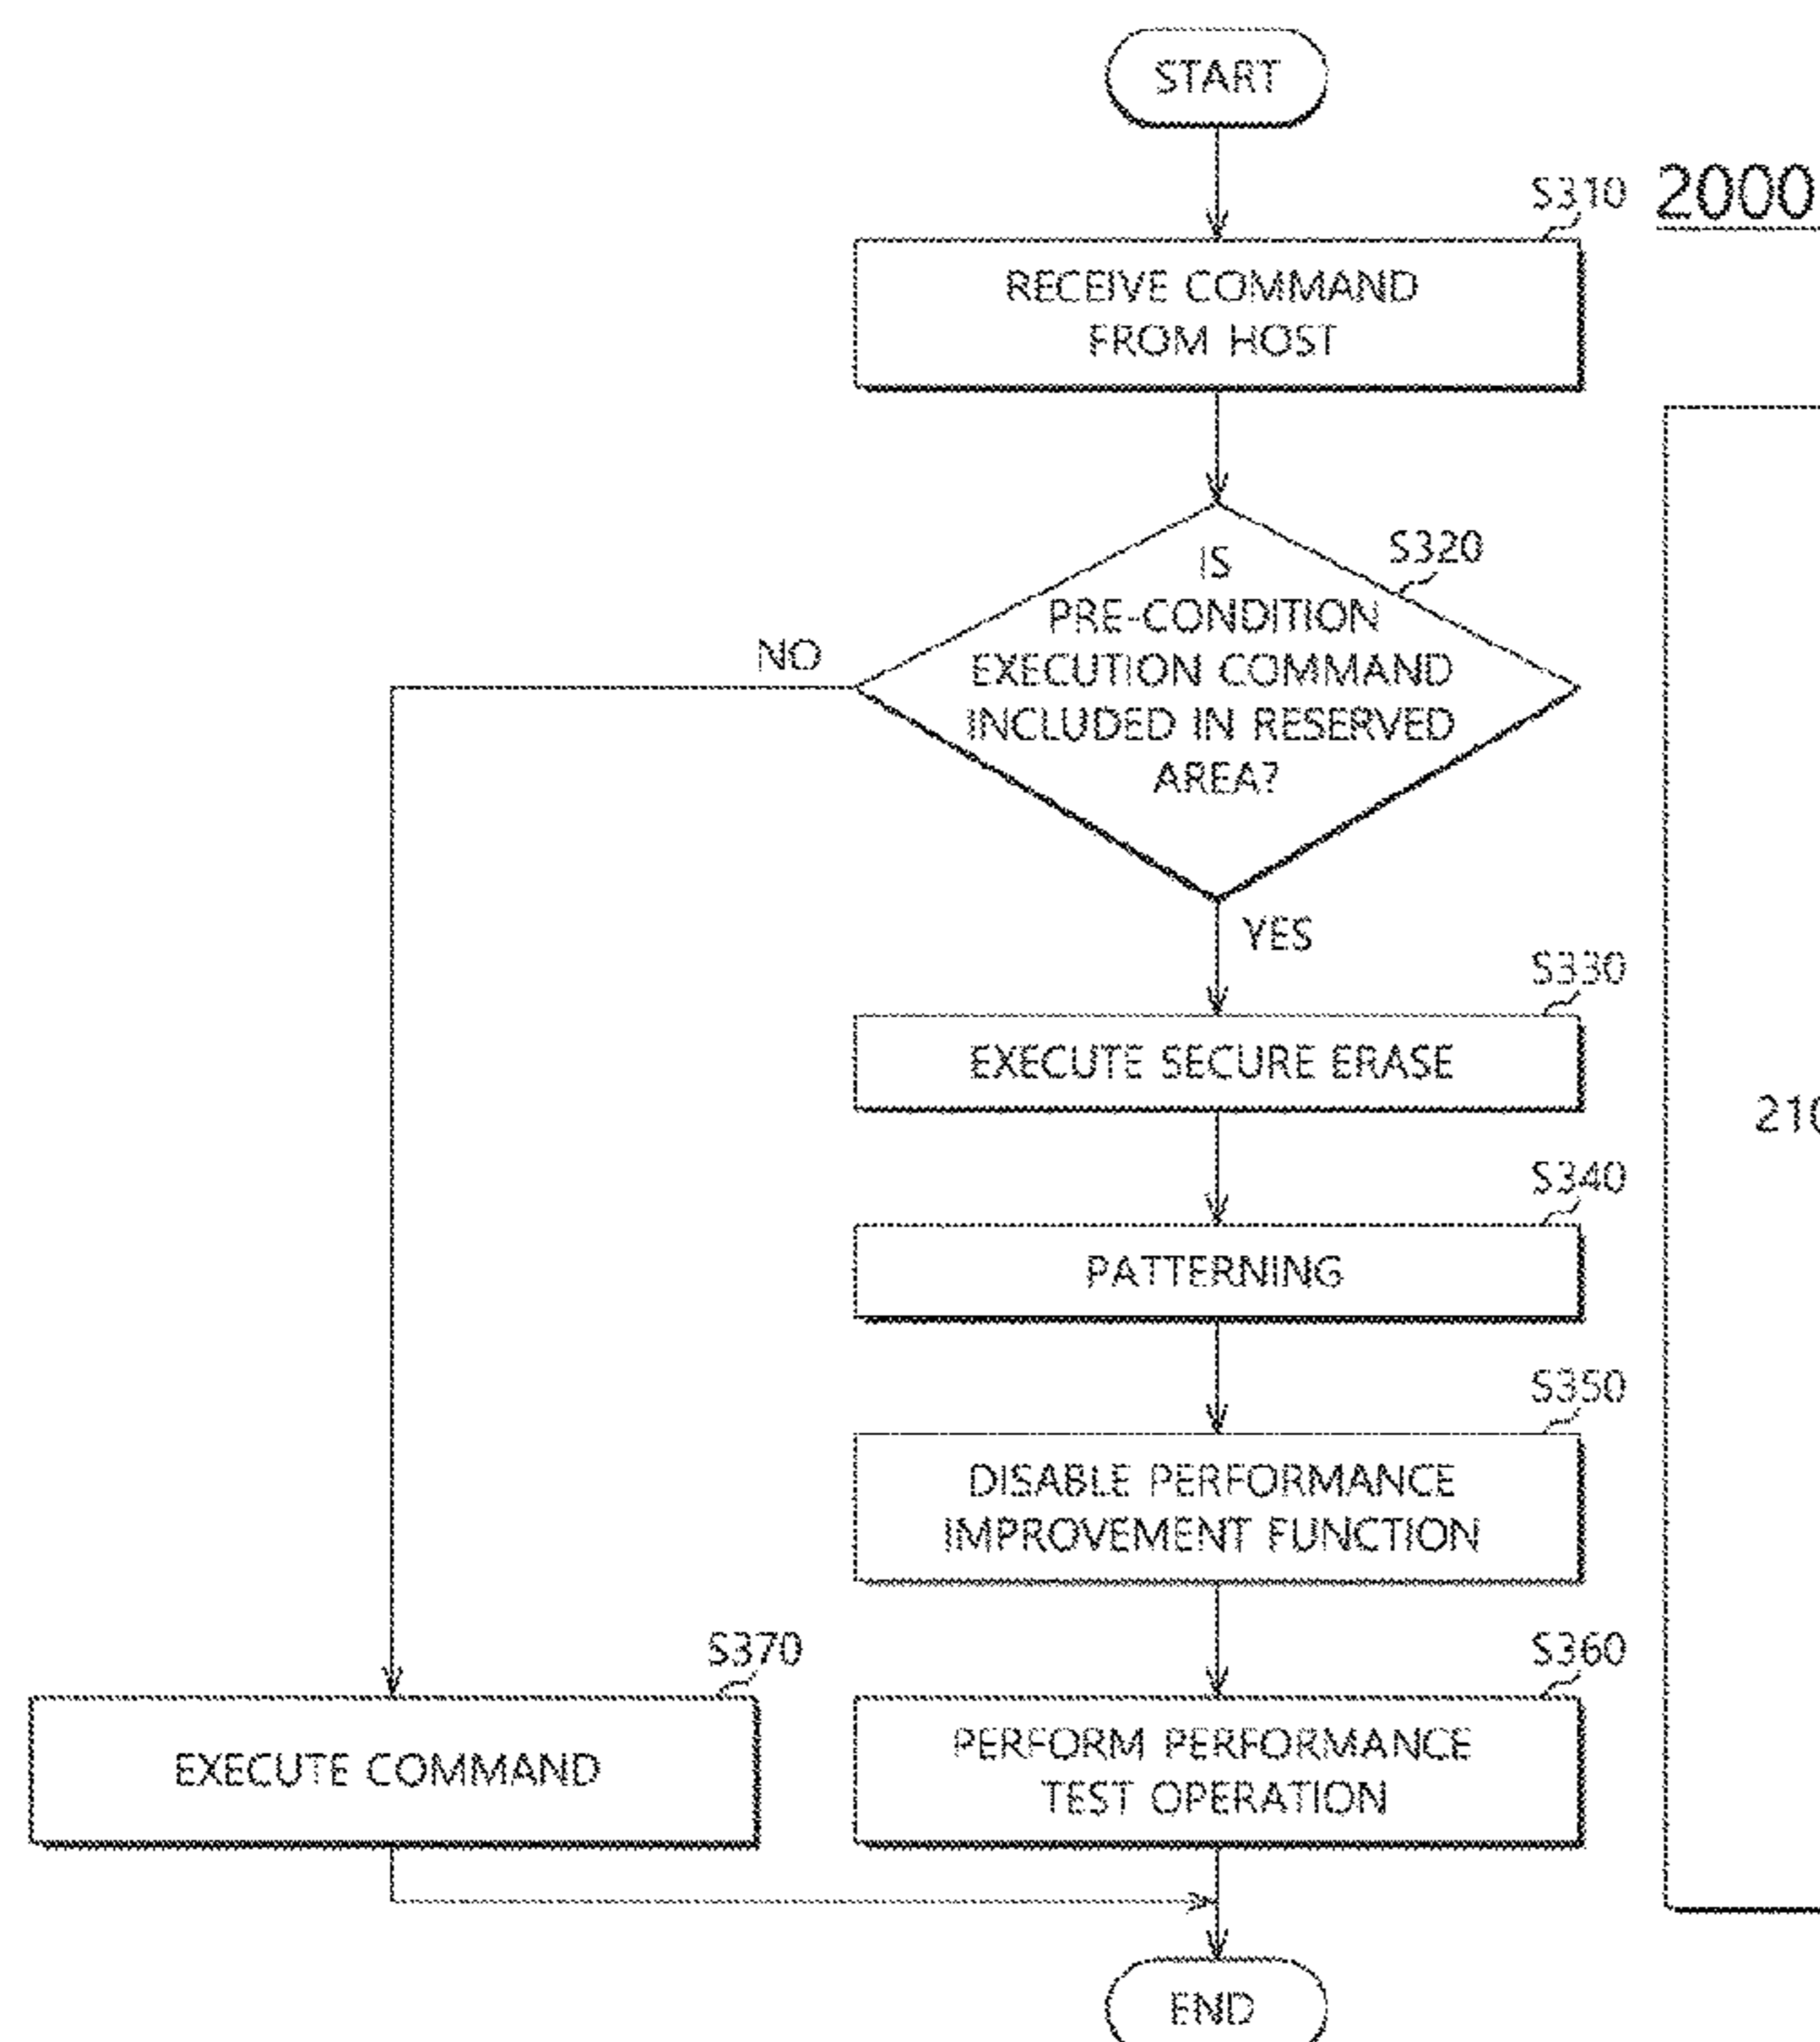 START
S310
2000
RECEIVE COMMAND
FROM HOST
S320
IS
PRE-CONDITION
EXECUTION COMMAND
INCLUDED IN RESERVED
AREA?
NO
YES
S330
EXECUTE SECURE ERASE
210
S340
PATTERNING
S350
DISABLE PERFORMANCE
IMPROVEMENT FUNCTION
S370
S360
EXECUTE COMMAND
PERFORM PERFORMANCE
TEST OPERATION
END